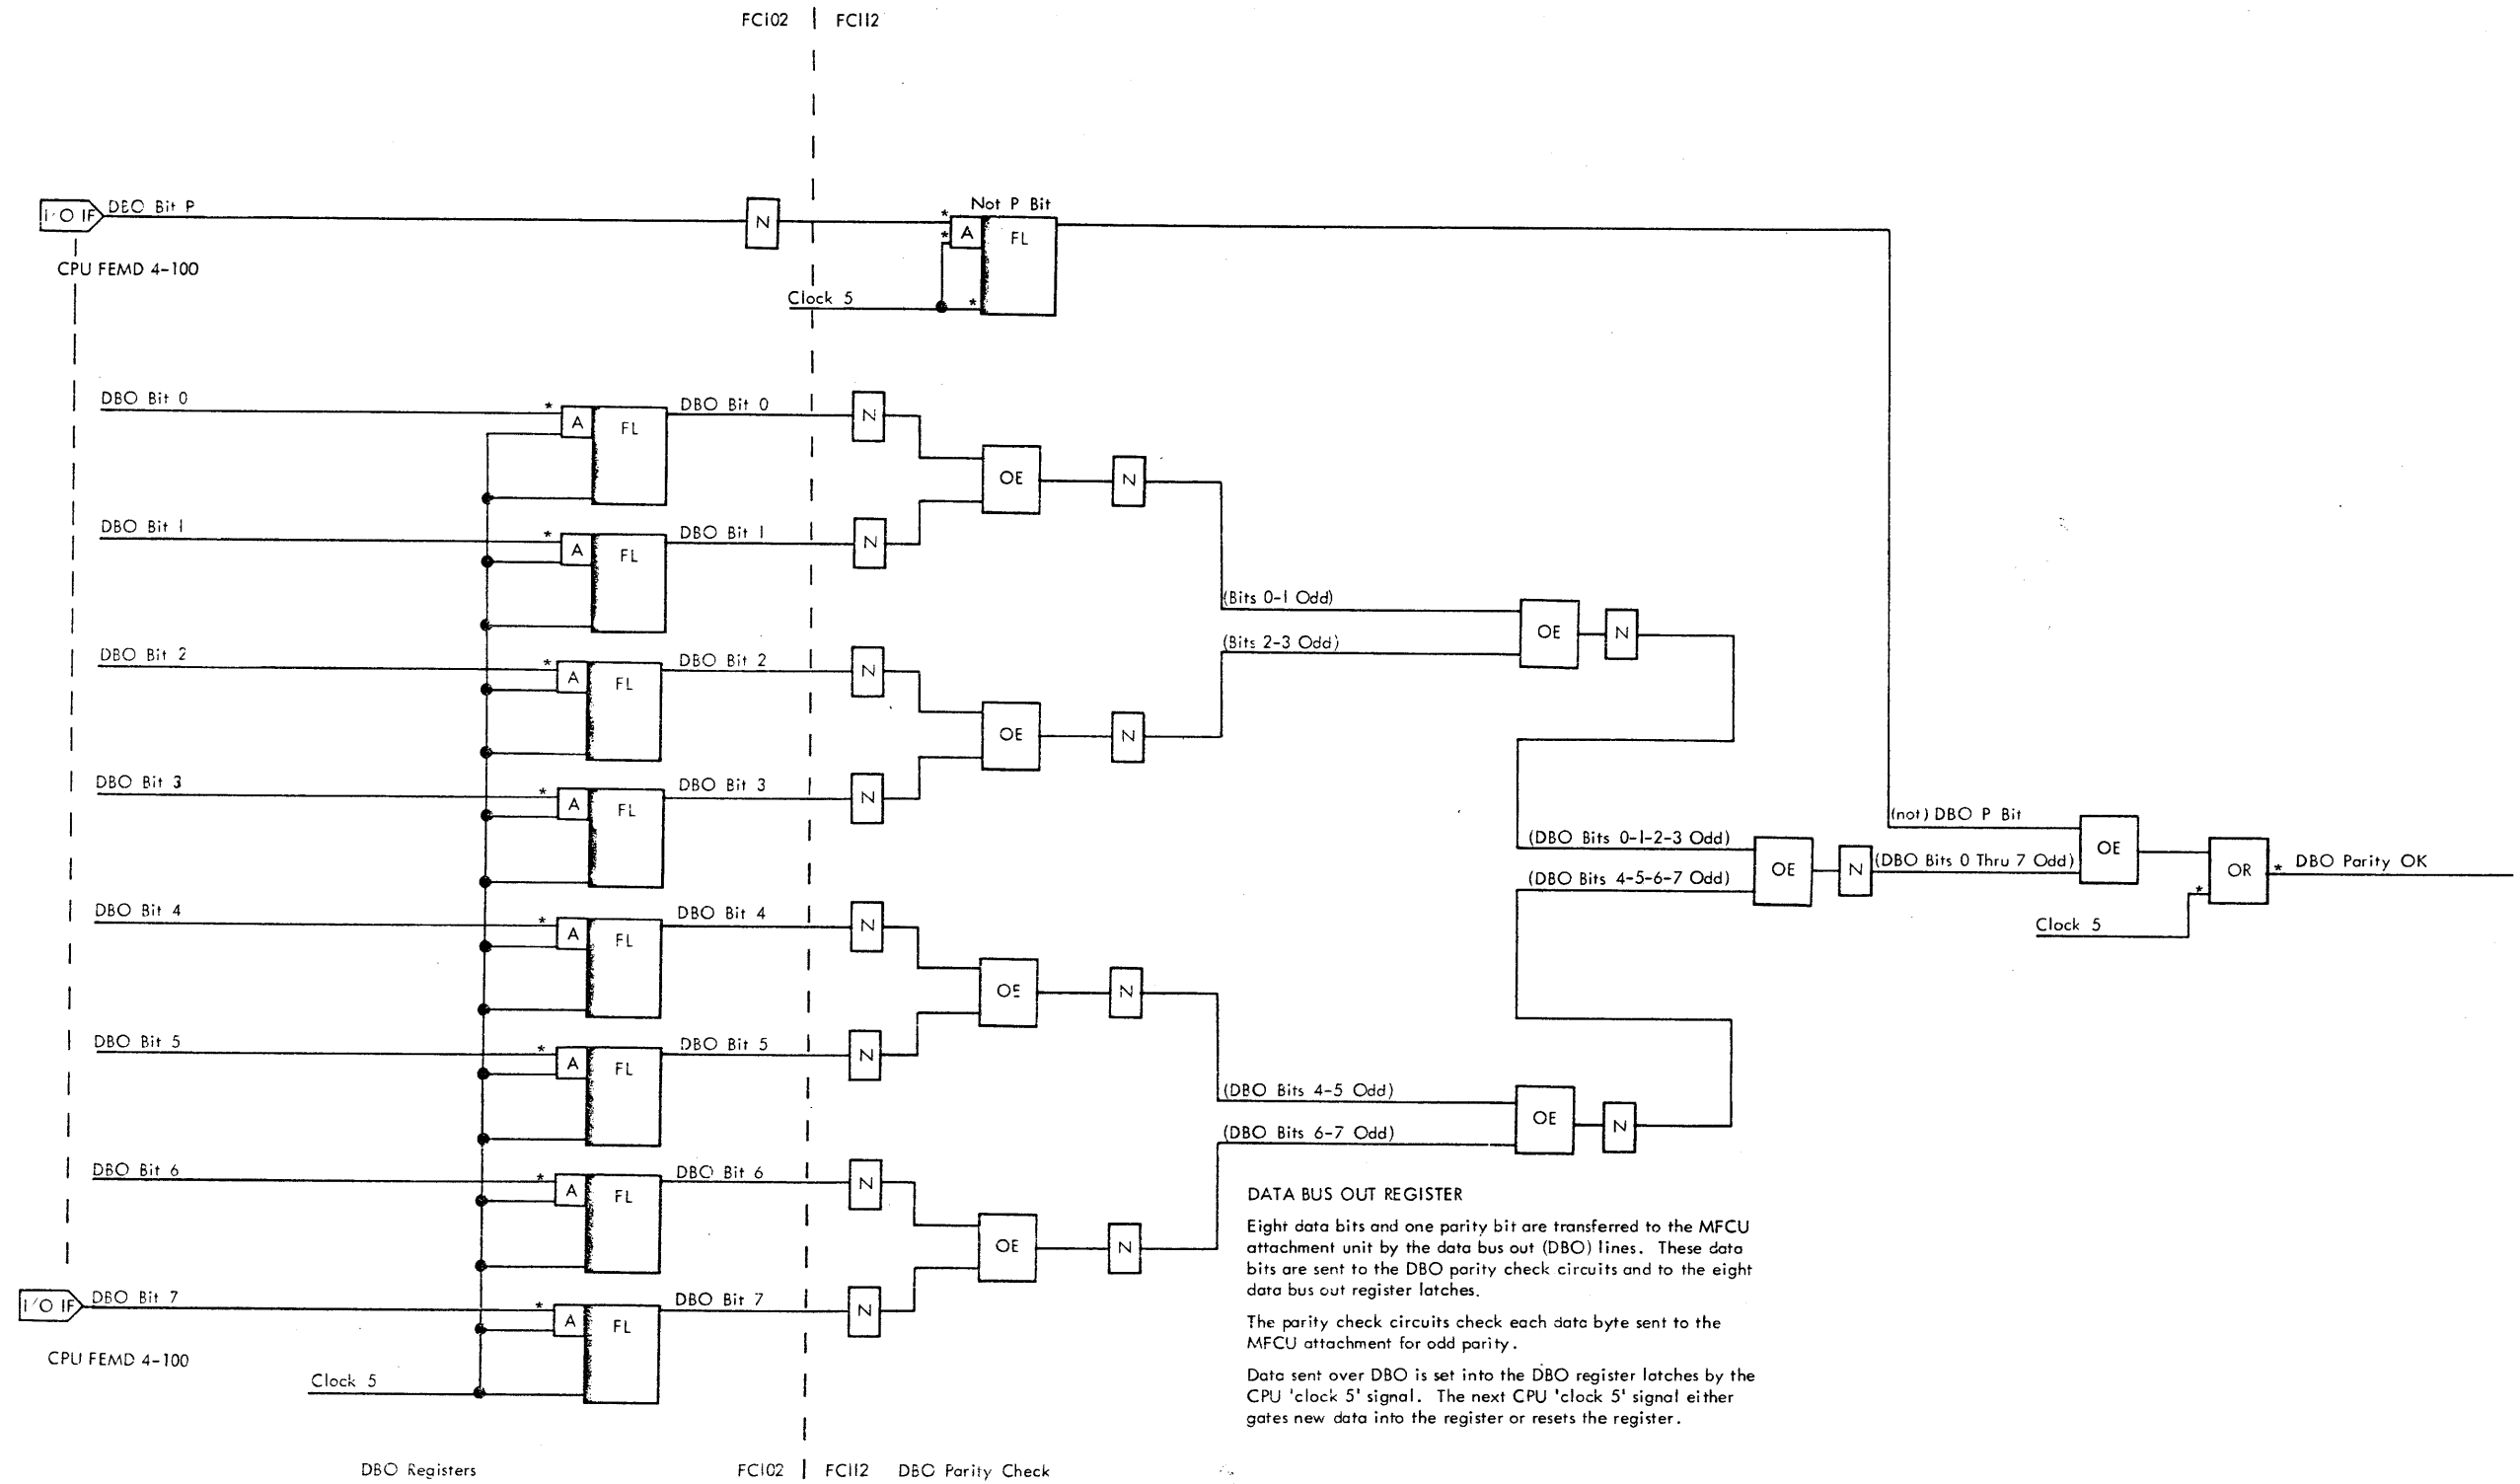 FC102 | FC112
I/O IF DBO Bit P
N
Not P Bit
* A FL
*
CPU FEMD 4-100
Clock 5 *
DBO Bit 0 * A FL DBO Bit 0 N
OE N
DBO Bit 1 * A FL DBO Bit 1 N
(Bits 0-1 Odd)
OE N
(Bits 2-3 Odd)
DBO Bit 2 * A FL DBO Bit 2 N
OE N
DBO Bit 3 * A FL DBO Bit 3 N
(not) DBO P Bit
(DBO Bits 0-1-2-3 Odd)
OE N (DBO Bits 0 Thru 7 Odd) OE OR * DBO Parity OK
(DBO Bits 4-5-6-7 Odd)
*
Clock 5
DBO Bit 4 * A FL DBO Bit 4 N
OE N
DBO Bit 5 * A FL DBO Bit 5 N
(DBO Bits 4-5 Odd)
OE N
(DBO Bits 6-7 Odd)
DBO Bit 6 * A FL DBO Bit 6 N
OE N
I/O IF DBO Bit 7 * A FL DBO Bit 7 N
CPU FEMD 4-100
Clock 5
DATA BUS OUT REGISTER
Eight data bits and one parity bit are transferred to the MFCU
attachment unit by the data bus out (DBO) lines. These data
bits are sent to the DBO parity check circuits and to the eight
data bus out register latches.
The parity check circuits check each data byte sent to the
MFCU attachment for odd parity.
Data sent over DBO is set into the DBO register latches by the
CPU 'clock 5' signal. The next CPU 'clock 5' signal either
gates new data into the register or resets the register.
DBO Registers FC102 | FC112 DBO Parity Check